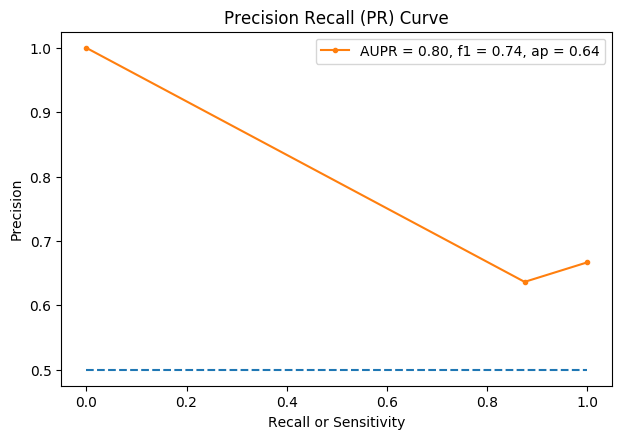 Precision Recall (PR) Curve
AUPR = 0.80, f1 = 0.74, ap = 0.64
1.0
0.9
0.8
0.7
0.6
0.5
Precision
0.0 0.2 0.4 0.6 0.8 1.0
Recall or Sensitivity